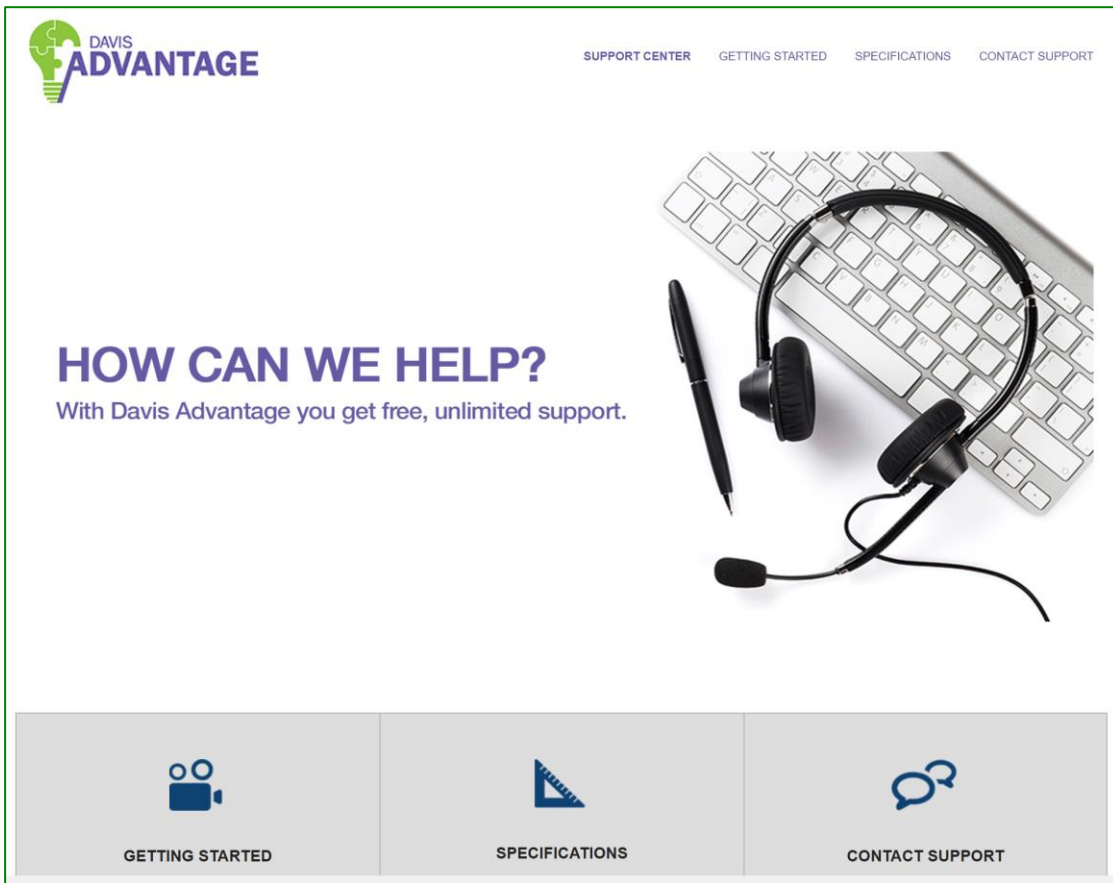 DAVIS
ADVANTAGE
SUPPORT CENTER GETTING STARTED SPECIFICATIONS CONTACT SUPPORT
HOW CAN WE HELP?
With Davis Advantage you get free, unlimited support.
GETTING STARTED SPECIFICATIONS CONTACT SUPPORT